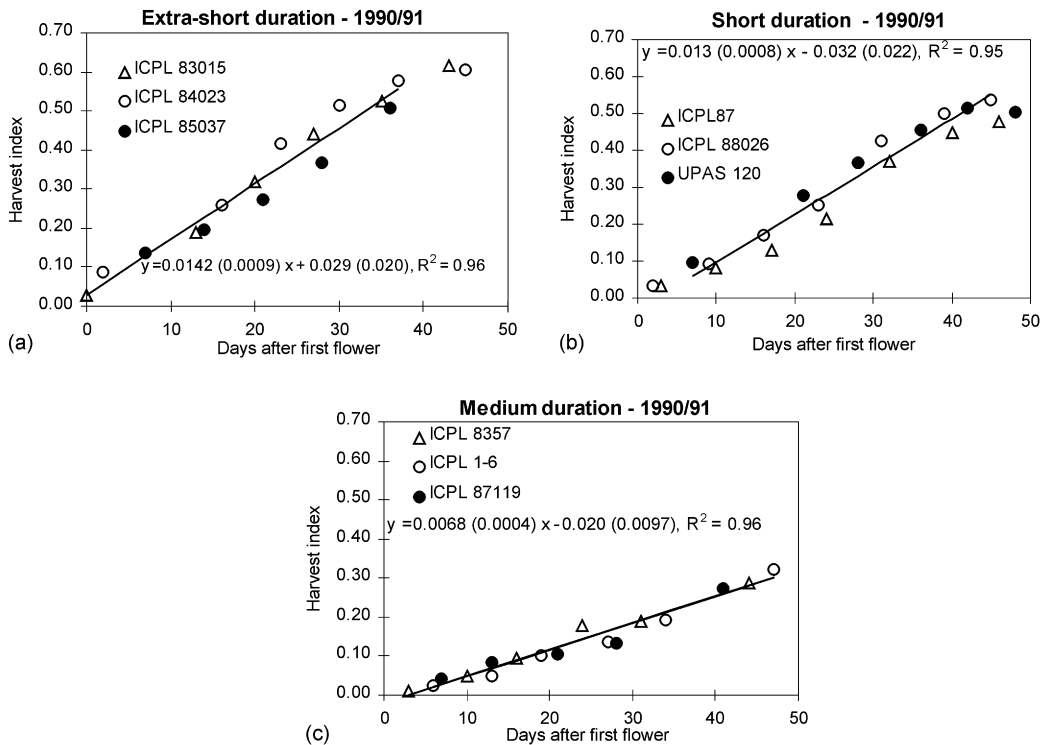 Extra-short duration - 1990/91
0.70
0.60
0.50
0.40
0.30
0.20
0.10
0.00
Harvest index
ICPL 83015
ICPL 84023
ICPL 85037
y=0.0142 (0.0009) x + 0.029 (0.020), R² = 0.96
0 10 20 30 40 50
Days after first flower
(a)
Short duration - 1990/91
0.70
0.60
0.50
0.40
0.30
0.20
0.10
0.00
Harvest index
y =0.013 (0.0008) x - 0.032 (0.022), R² = 0.95
ICPL87
ICPL 88026
UPAS 120
0 10 20 30 40 50
Days after first flower
(b)
Medium duration - 1990/91
0.70
0.60
0.50
0.40
0.30
0.20
0.10
0.00
Harvest index
ICPL 8357
ICPL 1-6
ICPL 87119
y =0.0068 (0.0004) x -0.020 (0.0097), R² = 0.96
0 10 20 30 40 50
Days after first flower
(c)